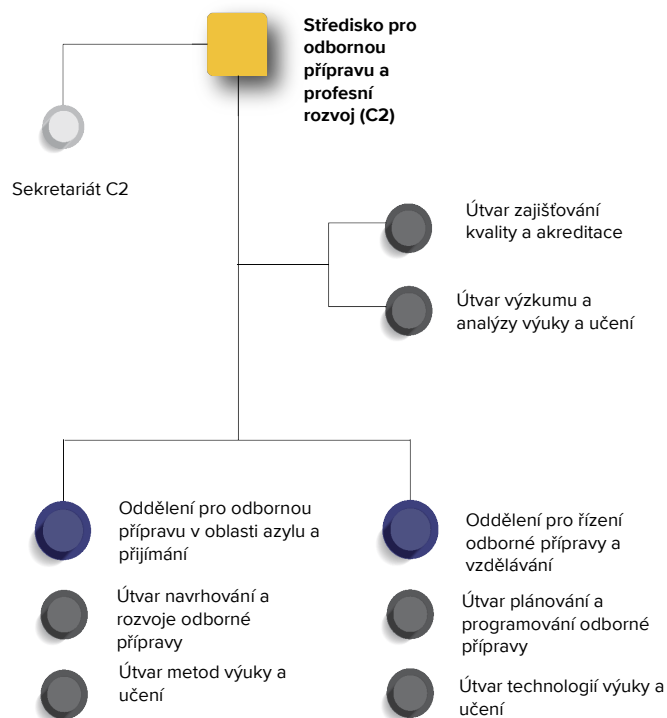 Středisko pro
odbornou
přípravu a
profesní
rozvoj (C2)
Sekretariát C2
Útvar zajišťování
kvality a akreditace
Útvar výzkumu a
analýzy výuky a učení
Oddělení pro odbornou
přípravu v oblasti azylu a
přijímání
Útvar navrhování a
rozvoje odborné
přípravy
Útvar metod výuky a
učení
Oddělení pro řízení
odborné přípravy a
vzdělávání
Útvar plánování a
programování odborné
přípravy
Útvar technologií výuky a
učení